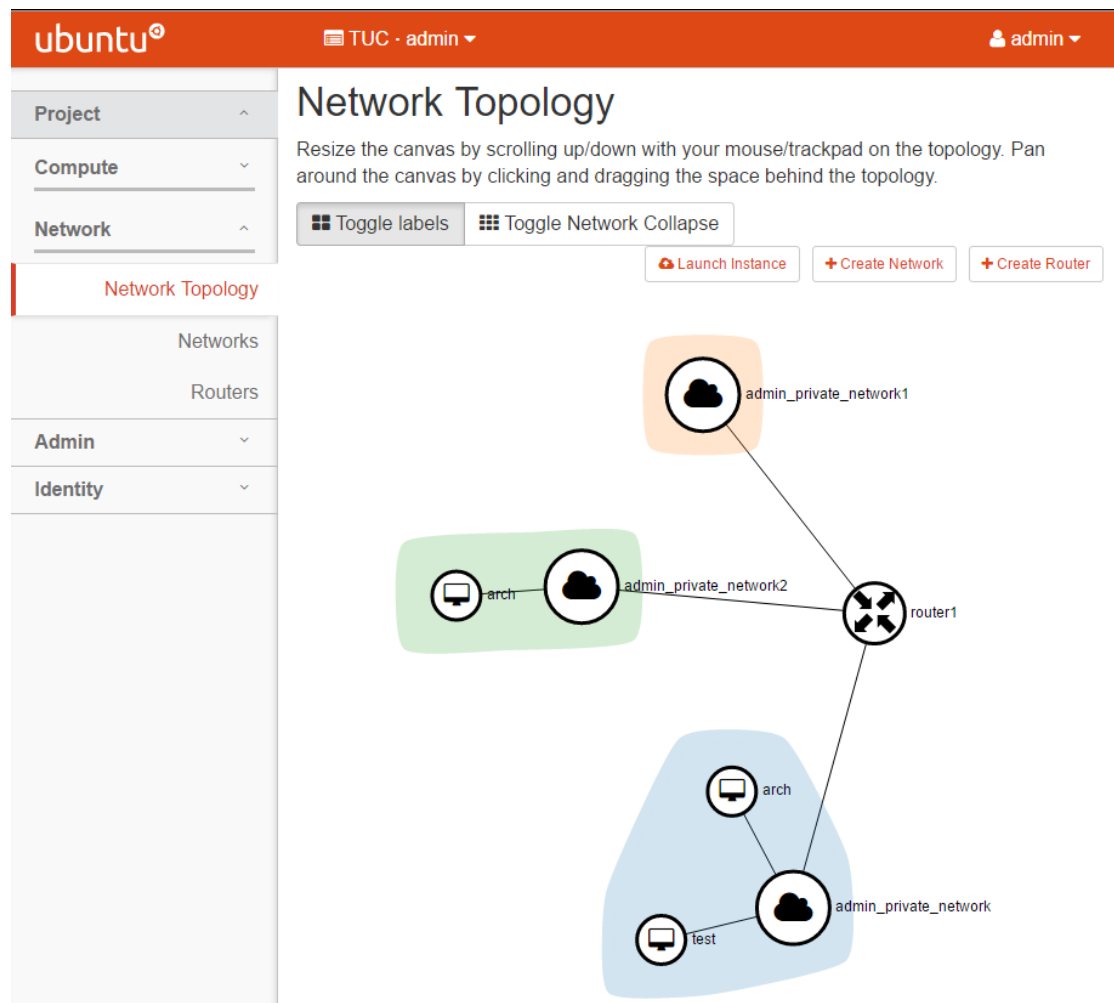 ubuntu
TUC · admin
admin
Project
Compute
Network
Network Topology
Networks
Routers
Admin
Identity
Network Topology
Resize the canvas by scrolling up/down with your mouse/trackpad on the topology. Pan
around the canvas by clicking and dragging the space behind the topology.
Toggle labels
Toggle Network Collapse
Launch Instance
+ Create Network
+ Create Router
admin_private_network1
arch
admin_private_network2
router1
arch
admin_private_network
test